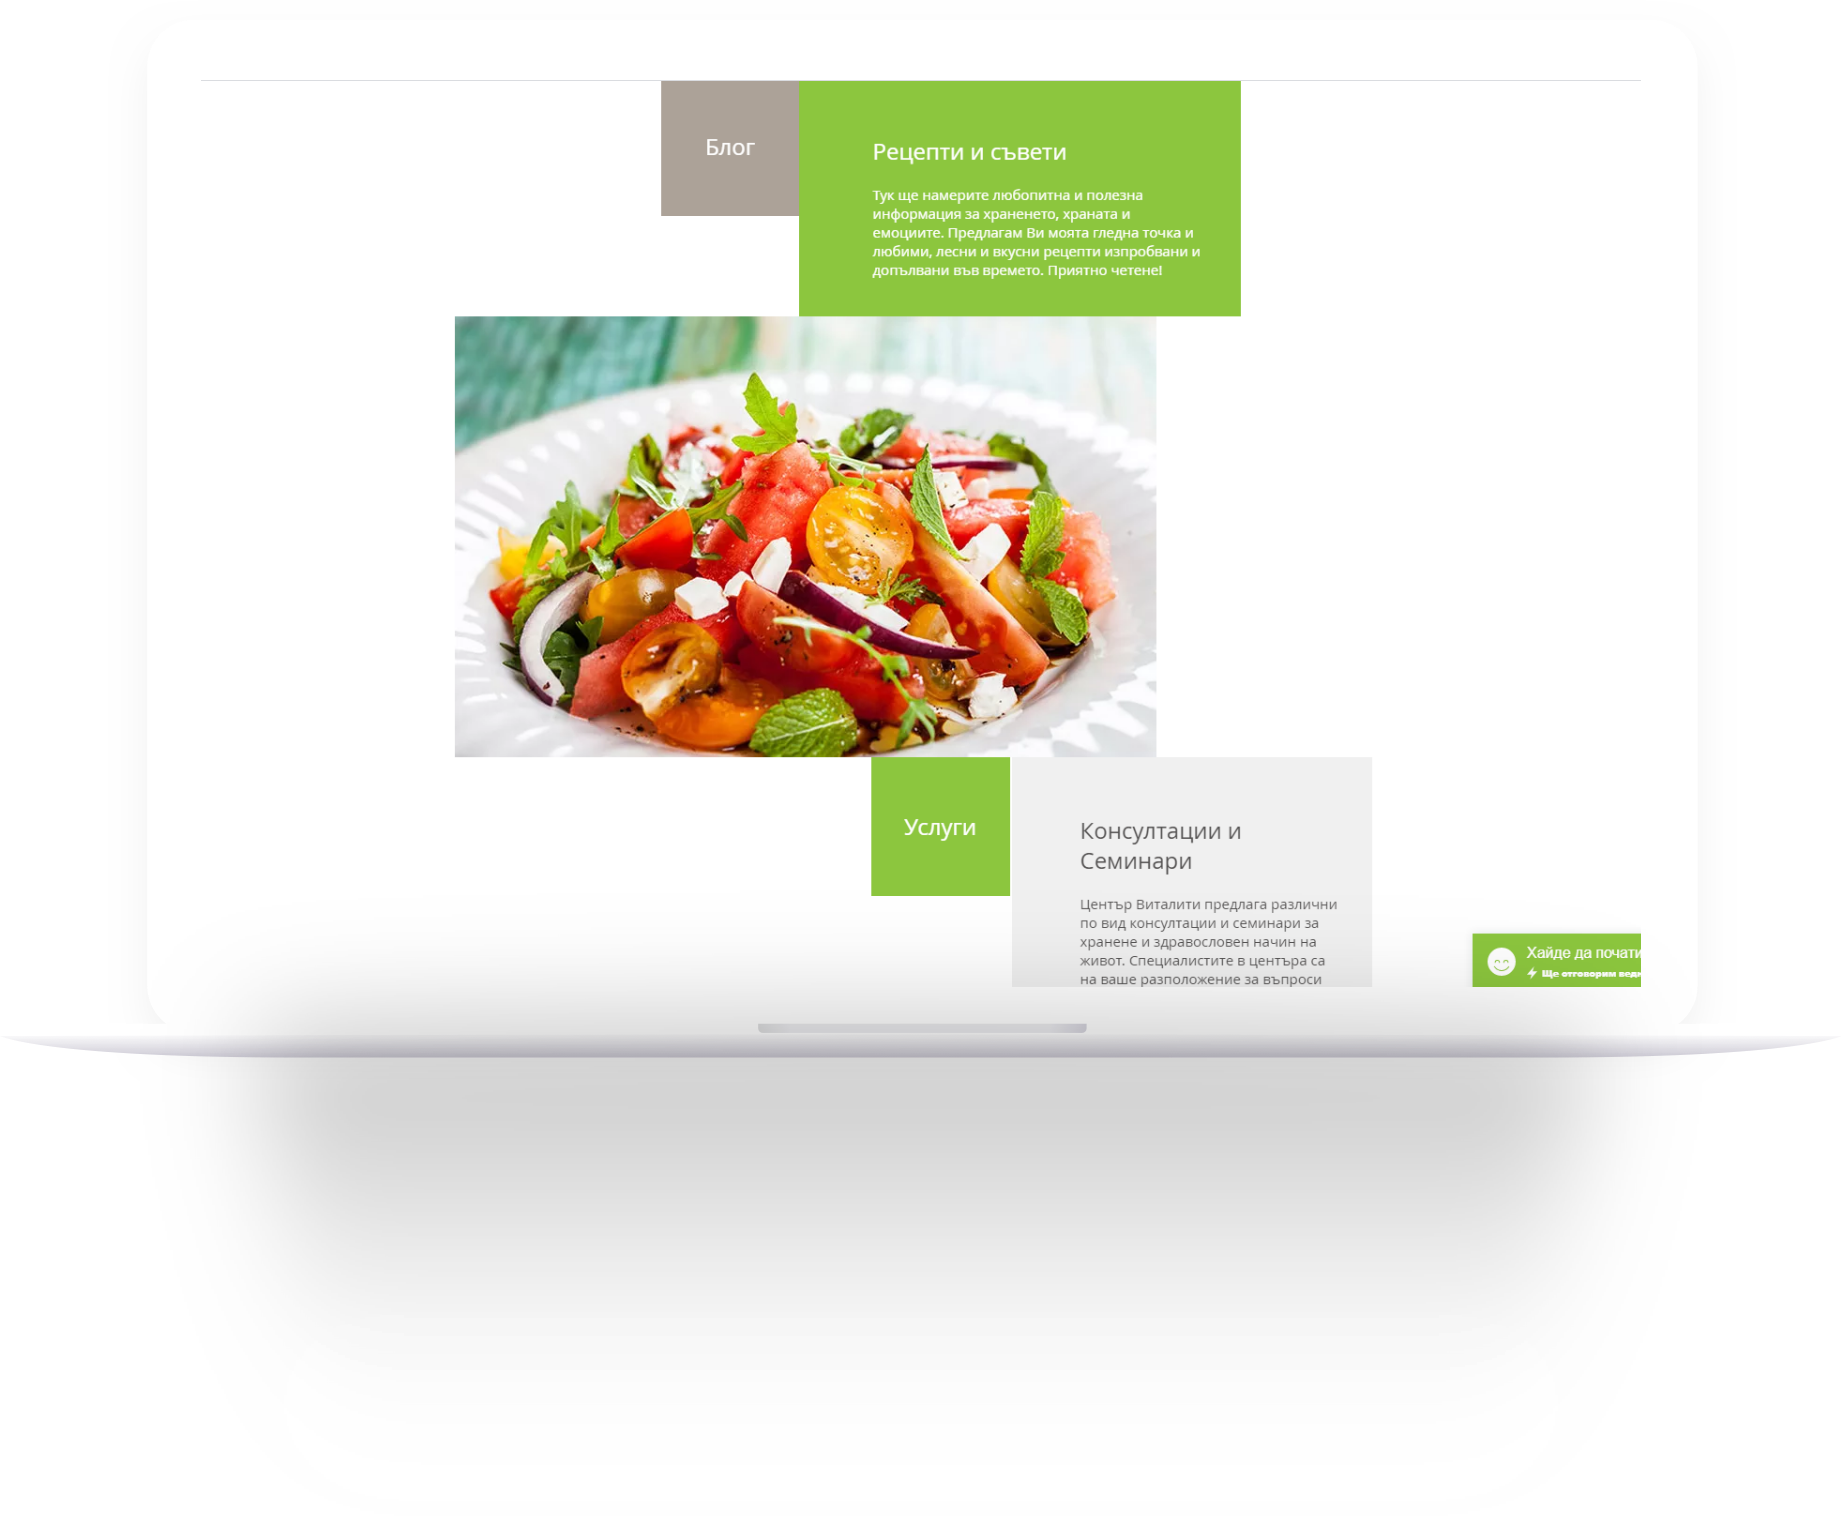 Блог
Рецепти и съвети
Тук ще намерите любопитна и полезна
информация за храненето, храната и
емоциите. Предлагам Ви моята гледна точка и
любими, лесни и вкусни рецепти изпробвани и
допълвани във времето. Приятно четене!
Услуги
Консултации и
Семинари
Център Виталити предлага различни
по вид консултации и семинари за
хранене и здравословен начин на
живот. Специалистите в центъра са
на ваше разположение за въпроси
Хайде да почати
Ще отговорим